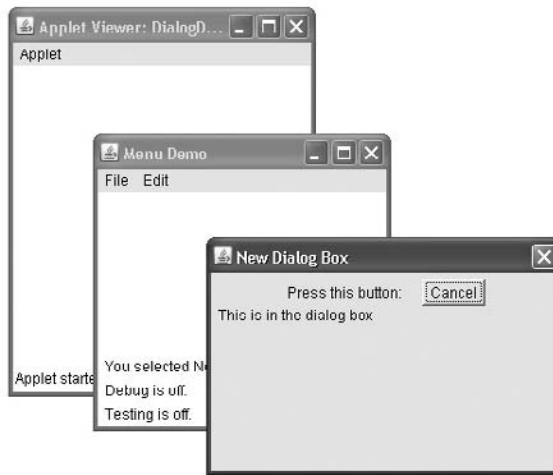 Applet Viewer: DialogD...
Applet
Applet starte
Menu Demo
File Edit
You selected Ne
Debug is off.
Testing is off.
New Dialog Box
Press this button: Cancel
This is in the dialog box